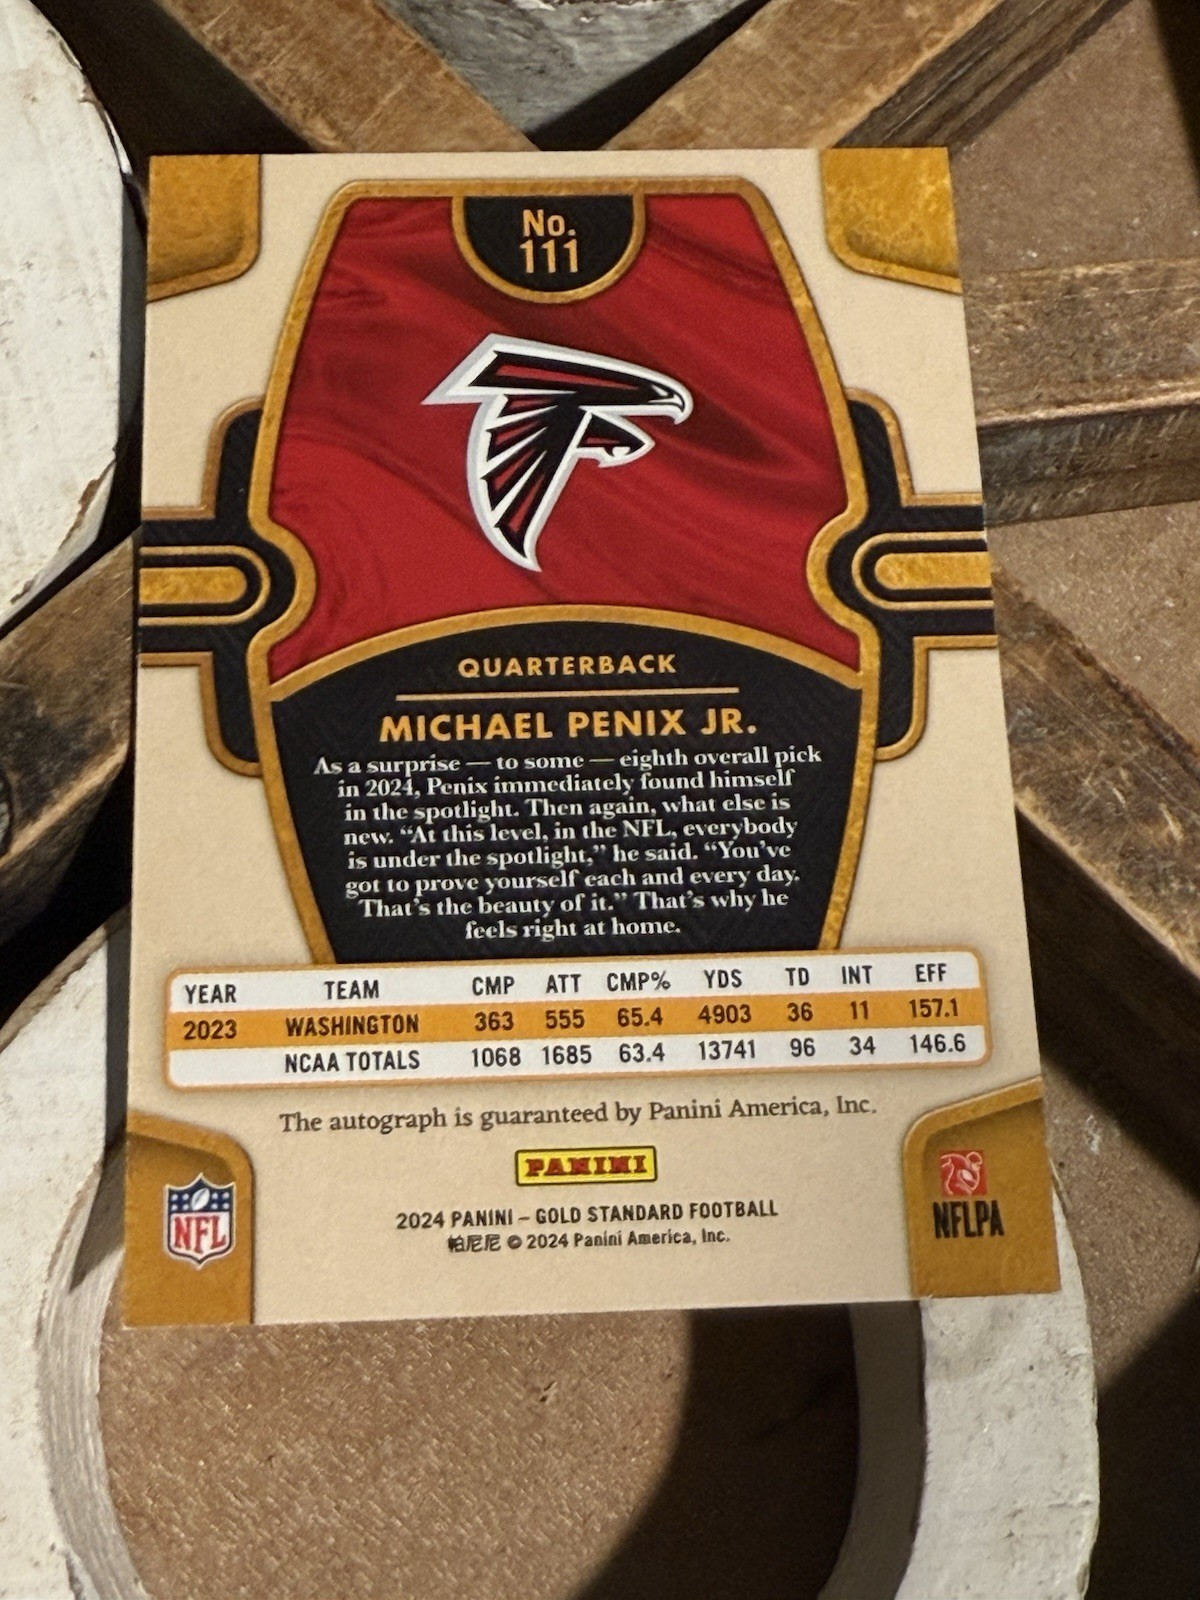 No.
111
QUARTERBACK
MICHAEL PENIX JR.
As a surprise — to some — eighth overall pick
in 2024, Penix immediately found himself
in the spotlight. Then again, what else is
new. “At this level, in the NFL, everybody
is under the spotlight,” he said. “You’ve
got to prove yourself each and every day.
That’s the beauty of it.” That’s why he
feels right at home.
YEAR TEAM CMP ATT CMP% YDS TD INT EFF
2023 WASHINGTON 363 555 65.4 4903 36 11 157.1
NCAA TOTALS 1068 1685 63.4 13741 96 34 146.6
The autograph is guaranteed by Panini America, Inc.
PANINI
2024 PANINI – GOLD STANDARD FOOTBALL
帕尼尼 © 2024 Panini America, Inc.
NFL
NFLPA